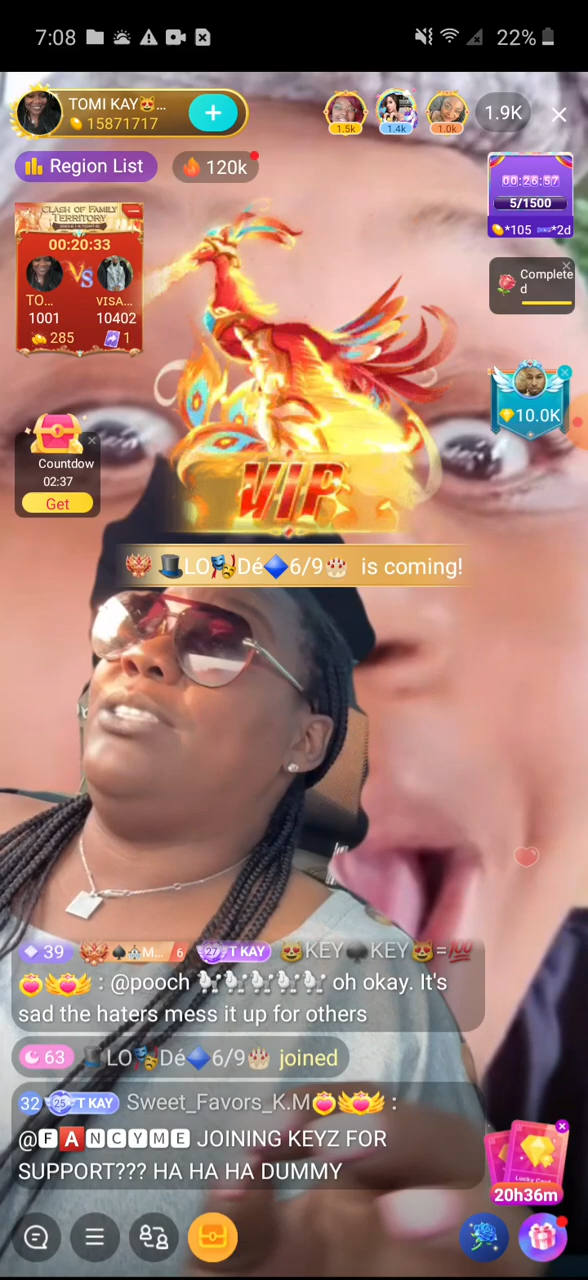 7:08
22%
TOMI KAY😻...
15871717
1.5k
1.4k
1.0k
1.9K
Region List
120k
00:26:57
5/1500
*105
*2d
CLASH OF FAMILY
TERRITORY
00:20:33
VS
TO...
VISA...
1001
10402
285
1
Complete
d
10.0K
Countdow
02:37
Get
VIP
🎩LO🎭Dé🔷6/9🎂 is coming!
39 ♠️M... 6 27 T KAY 😻KEY♠️KEY😻=💯
: @pooch 🐩🐩🐩🐩🐩 oh okay. It's
sad the haters mess it up for others
63 🎩LO🎭Dé🔷6/9🎂 joined
32 25 T KAY Sweet_Favors_K.M :
@🄵🅰🄽🄲🅈🄼🄴 JOINING KEYZ FOR
SUPPORT??? HA HA HA DUMMY
Lucky Card
20h36m